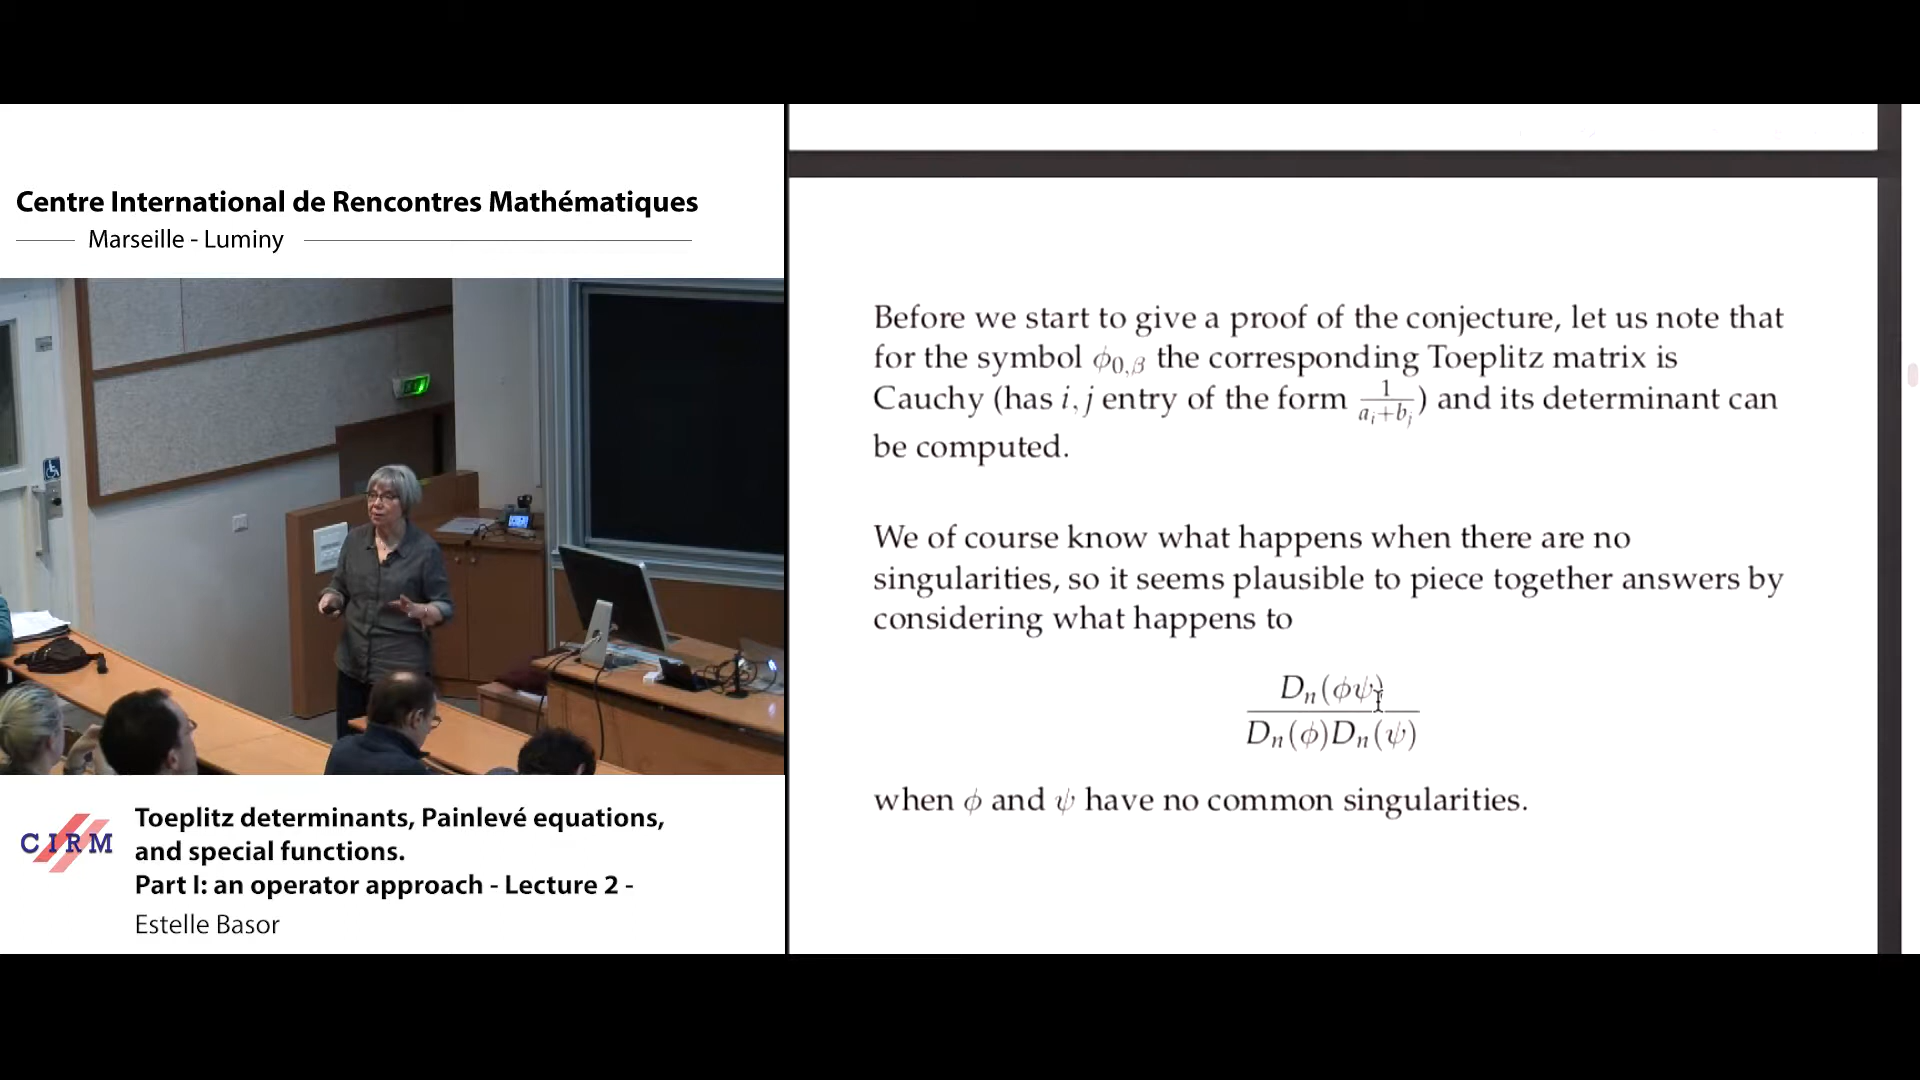 Centre International de Rencontres Mathématiques
Marseille - Luminy
Before we start to give a proof of the conjecture, let us note that
for the symbol ϕ₀,ᵦ the corresponding Toeplitz matrix is
Cauchy (has i, j entry of the form 1/(aᵢ+bⱼ)) and its determinant can
be computed.
We of course know what happens when there are no
singularities, so it seems plausible to piece together answers by
considering what happens to
Dₙ(ϕψ)
Dₙ(ϕ)Dₙ(ψ)
when ϕ and ψ have no common singularities.
CIRM
Toeplitz determinants, Painlevé equations,
and special functions.
Part I: an operator approach - Lecture 2 -
Estelle Basor